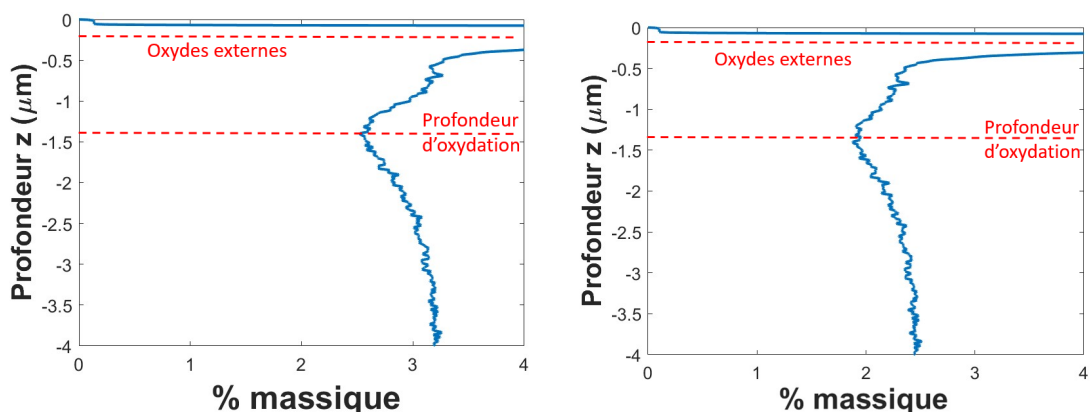 0
-0.5
-1
-1.5
-2
-2.5
-3
-3.5
-4
0
1
2
3
4
Profondeur z (μm)
% massique
Oxydes externes
Profondeur
d’oxydation
0
-0.5
-1
-1.5
-2
-2.5
-3
-3.5
-4
0
1
2
3
4
Profondeur z (μm)
% massique
Oxydes externes
Profondeur
d’oxydation